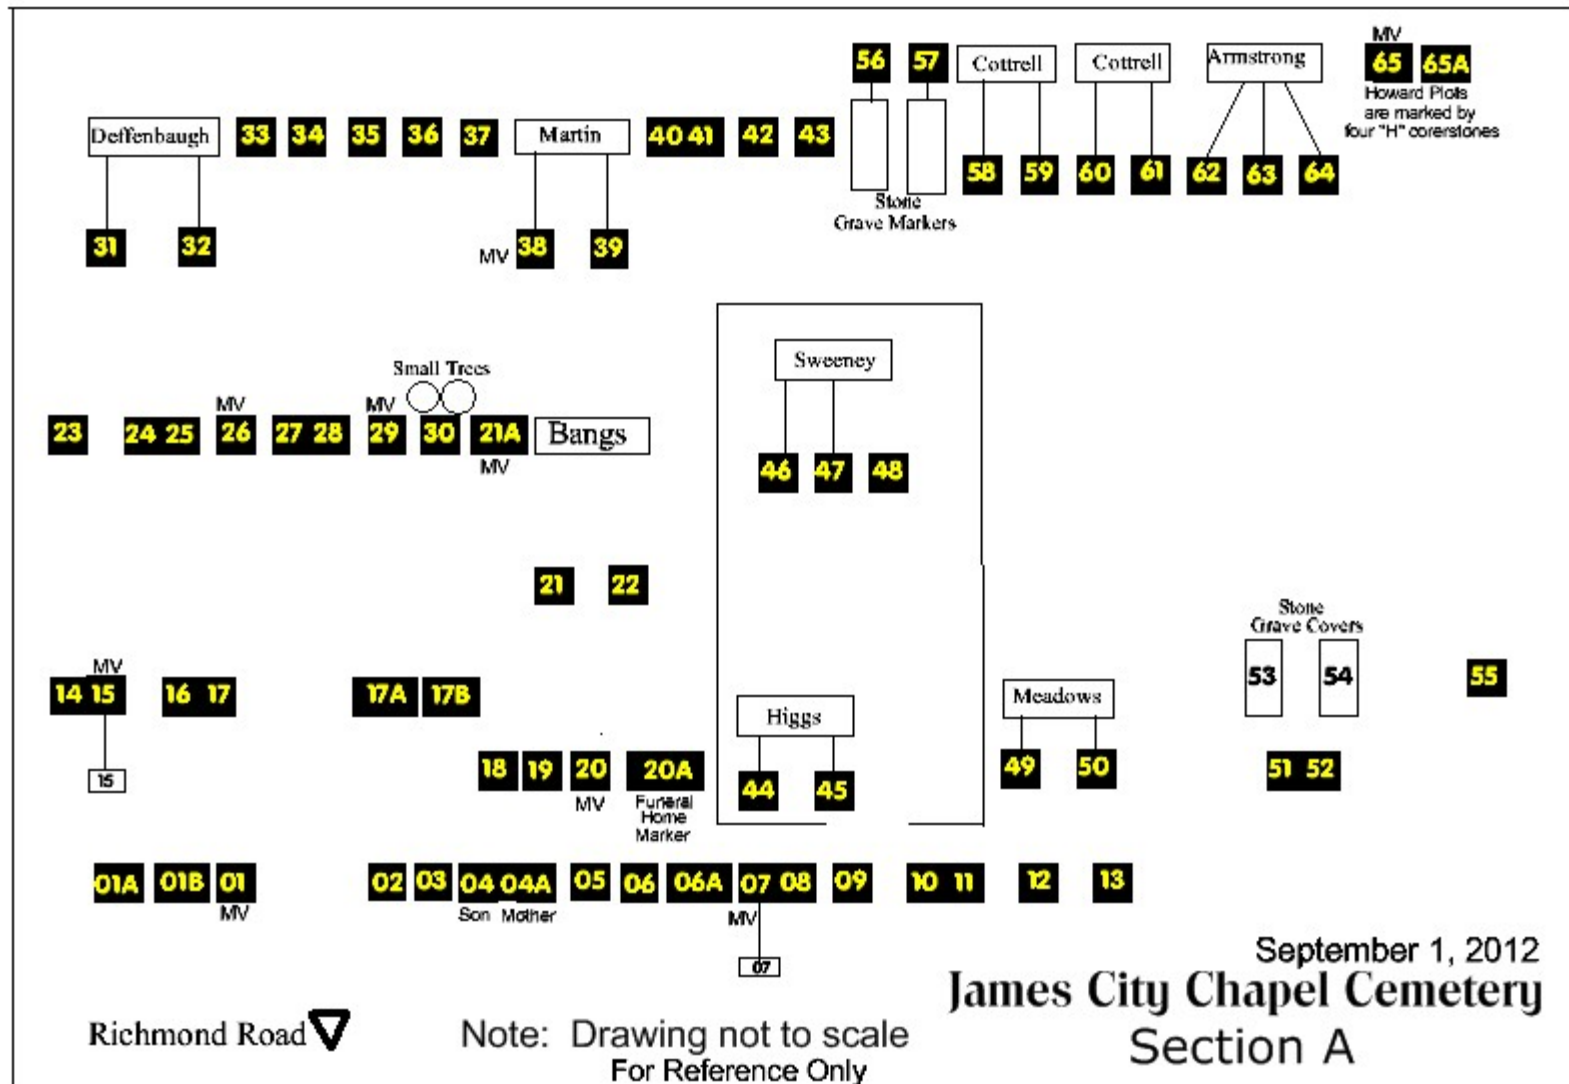 MV
56 57 Cottrell Cottrell Armstrong 65 65A
Howard Plots
are marked by
four "H" corerstones
Deffenbaugh 33 34 35 36 37 Martin 40 41 42 43
58 59 60 61 62 63 64
Stone
Grave Markers
31 32 MV 38 39
Sweeney
Small Trees
MV MV
23 24 25 26 27 28 29 30 21A Bangs
MV
46 47 48
21 22
Stone
Grave Covers
MV
14 15 16 17 17A 17B 53 54 55
Higgs Meadows
15
18 19 20 20A 44 45 49 50 51 52
MV
Funeral
Home
Marker
01A 01B 01 02 03 04 04A 05 06 06A 07 08 09 10 11 12 13
MV Son Mother MV
07
September 1, 2012
James City Chapel Cemetery
Section A
Richmond Road
Note: Drawing not to scale
For Reference Only